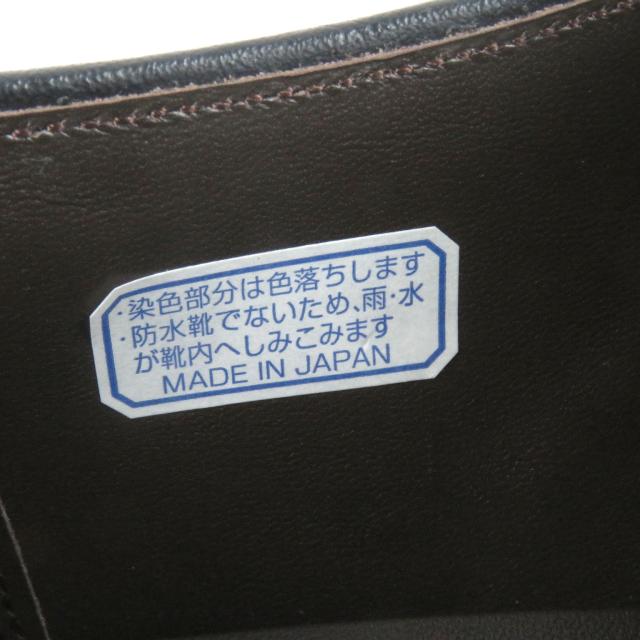 ・染色部分は色落ちします
・防水靴でないため、雨・水
が靴内へしみこみます
MADE IN JAPAN